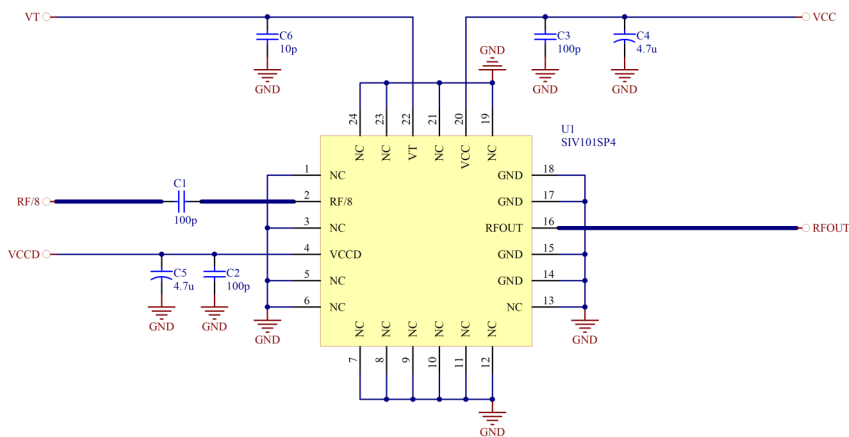 VT
VCC
C6
10p
GND
GND
C3
100p
GND
C4
4.7u
GND
24
23
22
21
20
19
NC
NC
VT
NC
VCC
NC
U1
SIV101SP4
1
NC
GND
18
RF/8
C1
100p
2
RF/8
GND
17
3
NC
RFOUT
16
RFOUT
VCCD
4
VCCD
GND
15
C5
4.7u
GND
C2
100p
GND
5
NC
GND
14
6
NC
NC
13
GND
GND
NC
NC
NC
NC
NC
NC
7
8
9
10
11
12
GND